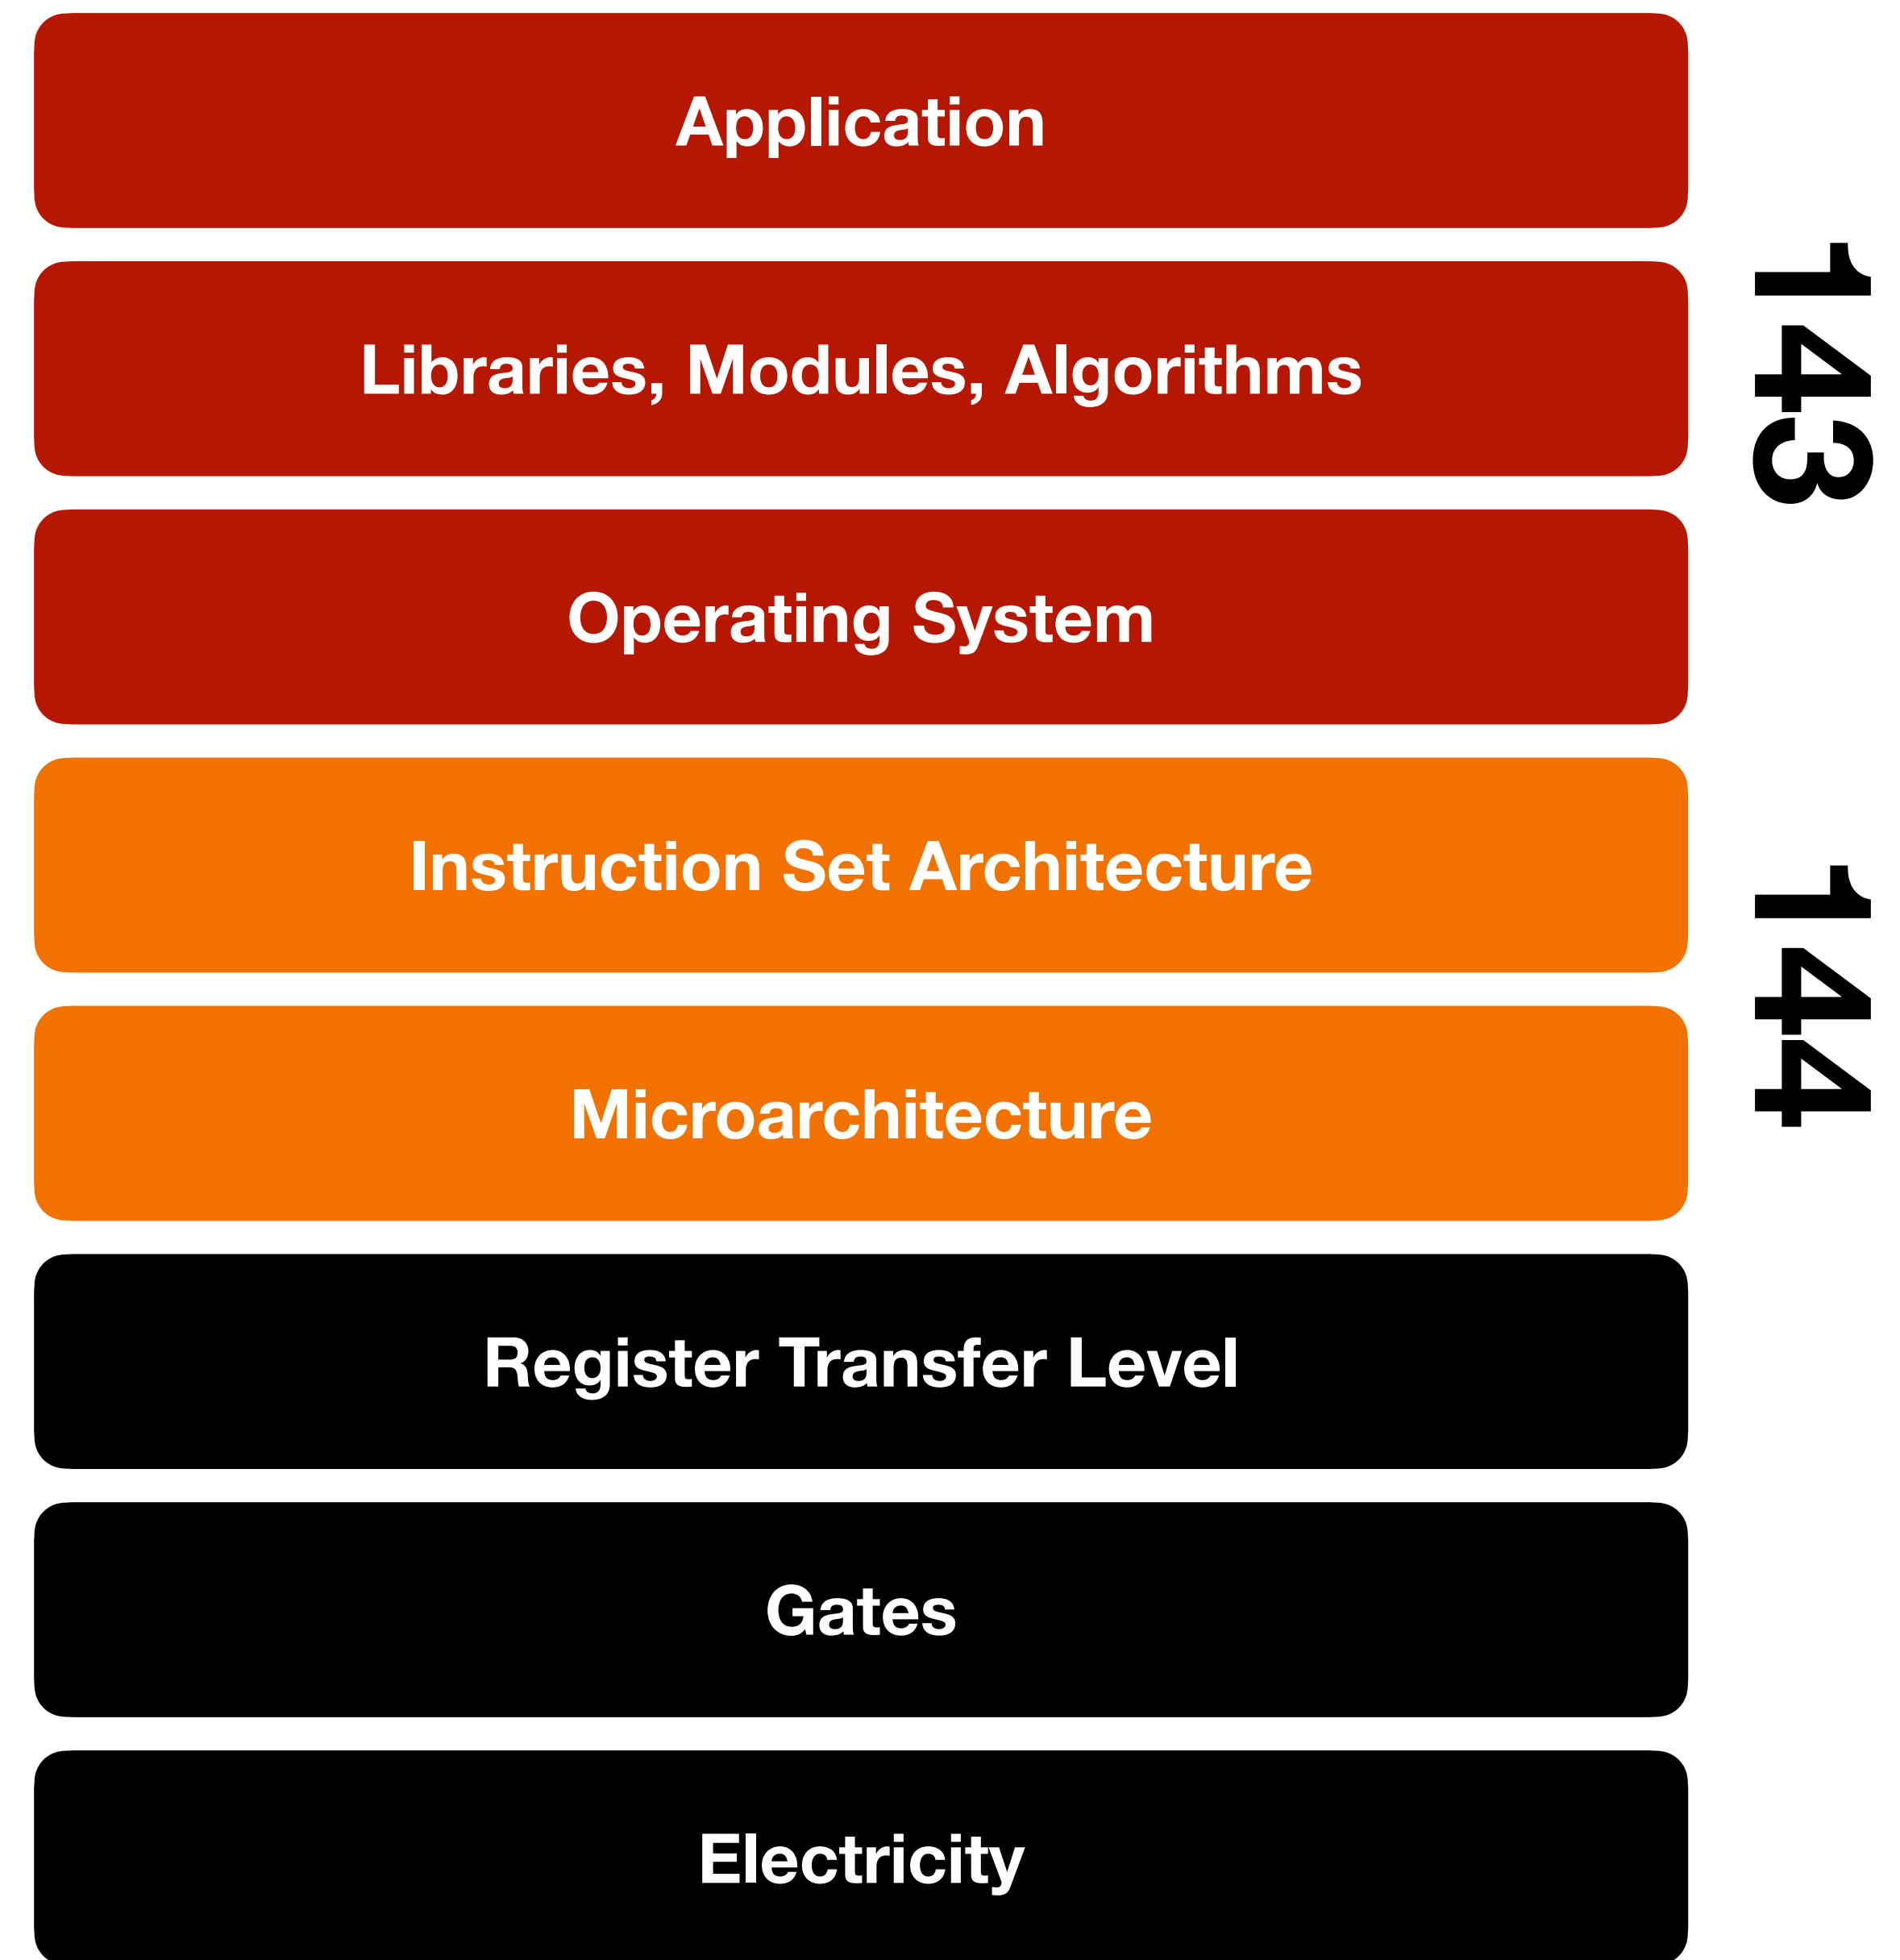 Application
Libraries, Modules, Algorithms
143
Operating System
Instruction Set Architecture
144
Microarchitecture
Register Transfer Level
Gates
Electricity